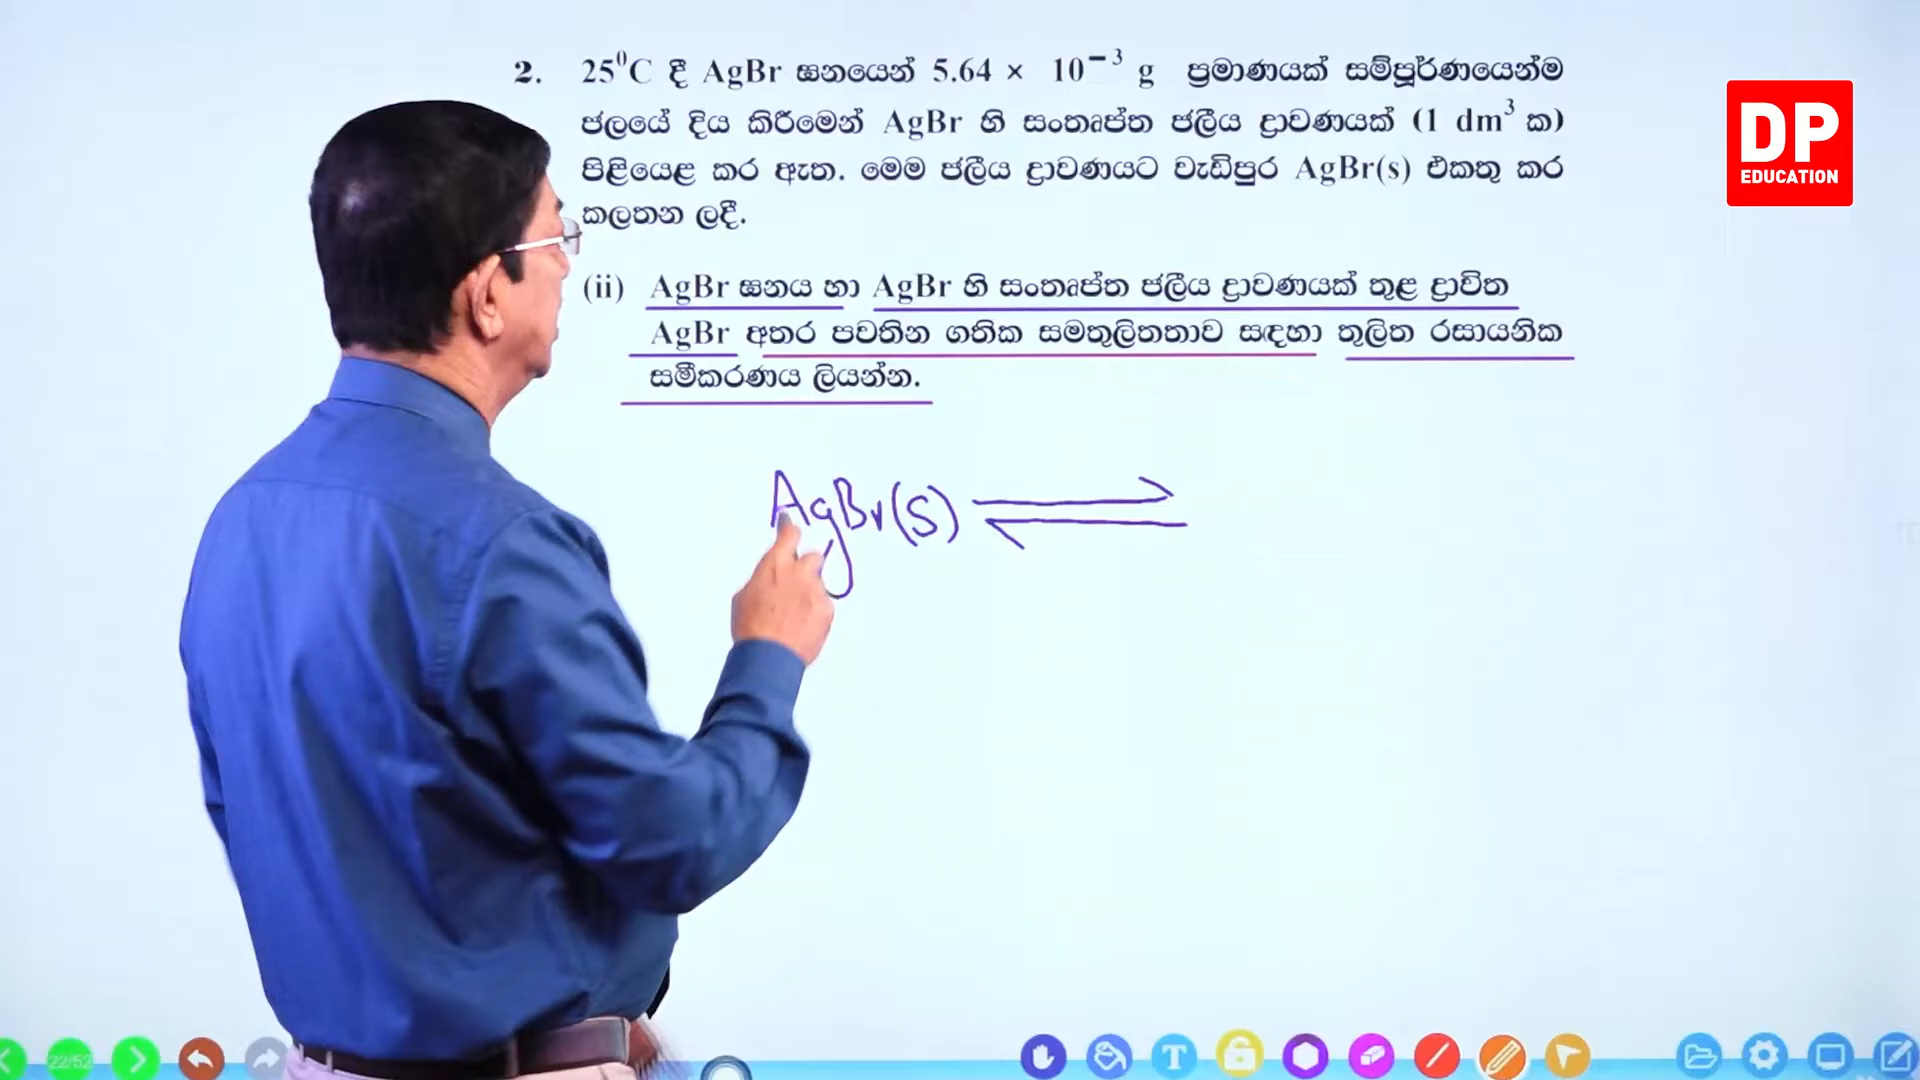 2. 25⁰C දී AgBr ඝනයෙන් 5.64 × 10⁻³ g ප්‍රමාණයක් සම්පූර්ණයෙන්ම
ජලයේ දිය කිරීමෙන් AgBr හි සංතෘප්ත ජලීය ද්‍රාවණයක් (1 dm³ ක)
පිළියෙළ කර ඇත. මෙම ජලීය ද්‍රාවණයට වැඩිපුර AgBr(s) එකතු කර
කලතන ලදී.
(ii) AgBr ඝනය හා AgBr හි සංතෘප්ත ජලීය ද්‍රාවණයක් තුළ ද්‍රාවිත
AgBr අතර පවතින ගතික සමතුලිතතාව සඳහා තුලිත රසායනික
සමීකරණය ලියන්න.
AgBr(s) ⇌
DP
EDUCATION
22/52
T